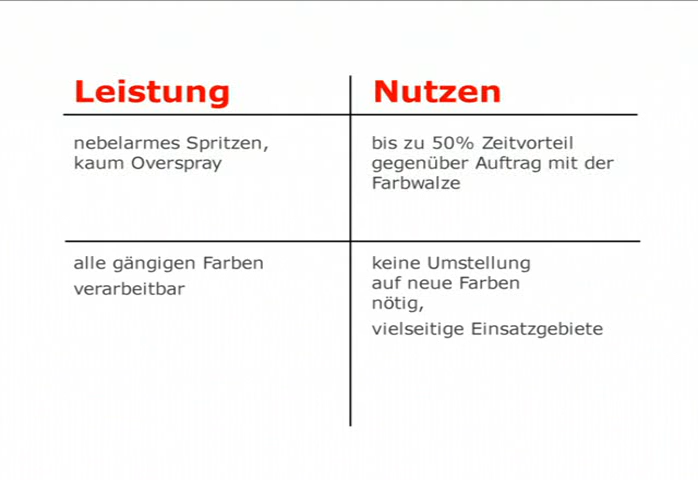 Leistung
Nutzen
nebelarmes Spritzen,
kaum Overspray
bis zu 50% Zeitvorteil
gegenüber Auftrag mit der
Farbwalze
alle gängigen Farben
verarbeitbar
keine Umstellung
auf neue Farben
nötig,
vielseitige Einsatzgebiete